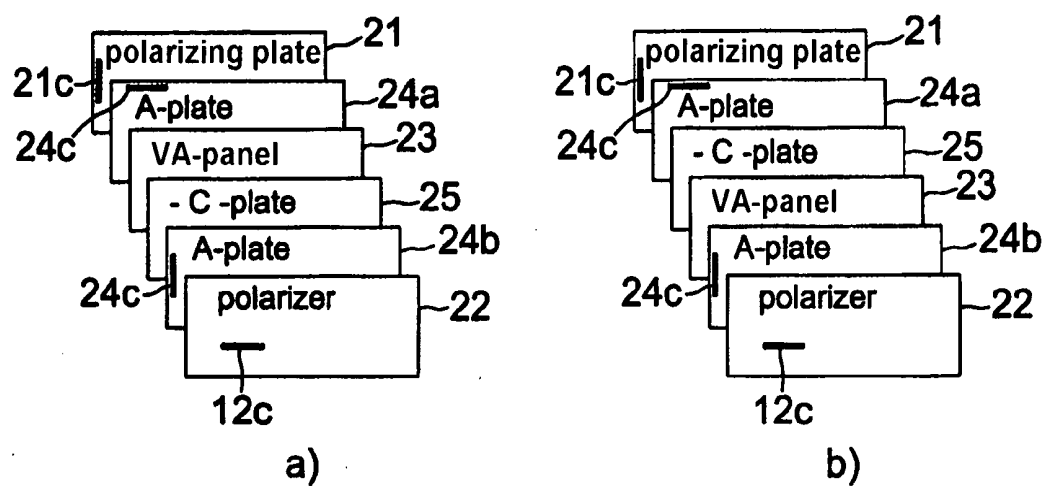 polarizing plate 21
21c
A-plate 24a
24c
VA-panel 23
- C -plate 25
A-plate 24b
24c
polarizer 22
12c
a)
polarizing plate 21
21c
A-plate 24a
24c
- C -plate 25
VA-panel 23
A-plate 24b
24c
polarizer 22
12c
b)